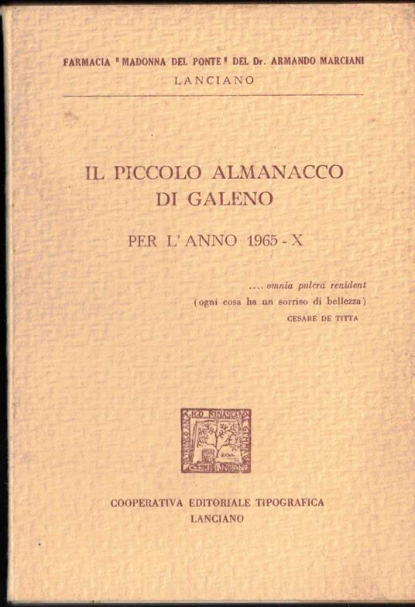 FARMACIA "MADONNA DEL PONTE" DEL Dr. ARMANDO MARCIANI
LANCIANO
IL PICCOLO ALMANACCO
DI GALENO
PER L'ANNO 1965 - X
.... omnia pulcra renident
(ogni cosa ha un sorriso di bellezza)
CESARE DE TITTA
COOPERATIVA EDITORIALE TIPOGRAFICA
LANCIANO